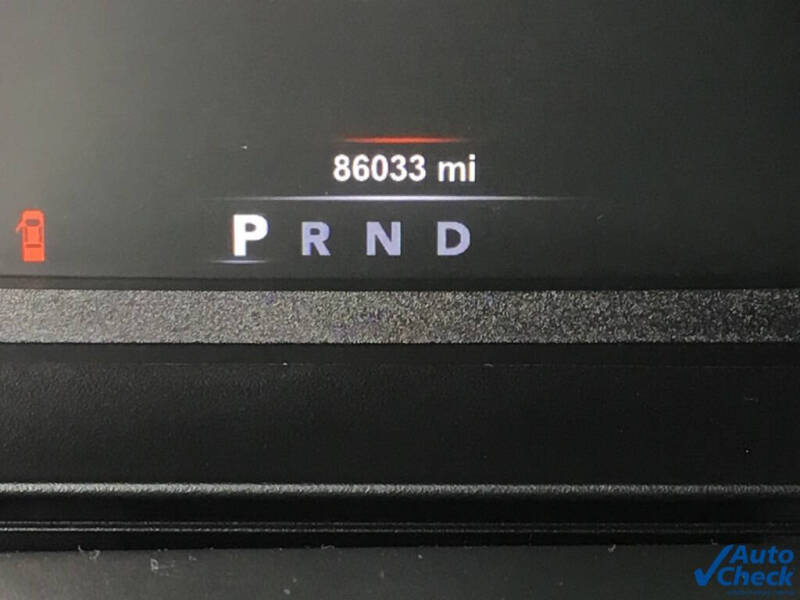 86033 mi
P R N D
Auto
Check